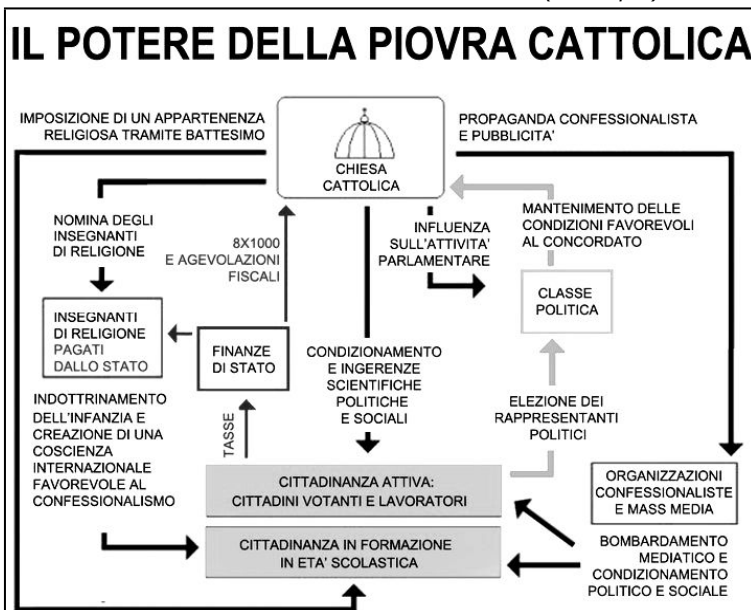 IL POTERE DELLA PIOVRA CATTOLICA
IMPOSIZIONE DI UN APPARTENENZA
RELIGIOSA TRAMITE BATTESIMO
PROPAGANDA CONFESSIONALISTA
E PUBBLICITA'
CHIESA
CATTOLICA
NOMINA DEGLI
INSEGNANTI
DI RELIGIONE
8X1000
E AGEVOLAZIONI
FISCALI
INFLUENZA
SULL'ATTIVITA'
PARLAMENTARE
MANTENIMENTO DELLE
CONDIZIONI FAVOREVOLI
AL CONCORDATO
CLASSE
POLITICA
INSEGNANTI
DI RELIGIONE
PAGATI
DALLO STATO
FINANZE
DI STATO
CONDIZIONAMENTO
E INGERENZE
SCIENTIFICHE
POLITICHE
E SOCIALI
ELEZIONE DEI
RAPPRESENTANTI
POLITICI
INDOTTRINAMENTO
DELL'INFANZIA E
CREAZIONE DI UNA
COSCIENZA
INTERNAZIONALE
FAVOREVOLE AL
CONFESSIONALISMO
TASSE
CITTADINANZA ATTIVA:
CITTADINI VOTANTI E LAVORATORI
ORGANIZZAZIONI
CONFESSIONALISTE
E MASS MEDIA
CITTADINANZA IN FORMAZIONE
IN ETA' SCOLASTICA
BOMBARDAMENTO
MEDIATICO E
CONDIZIONAMENTO
POLITICO E SOCIALE